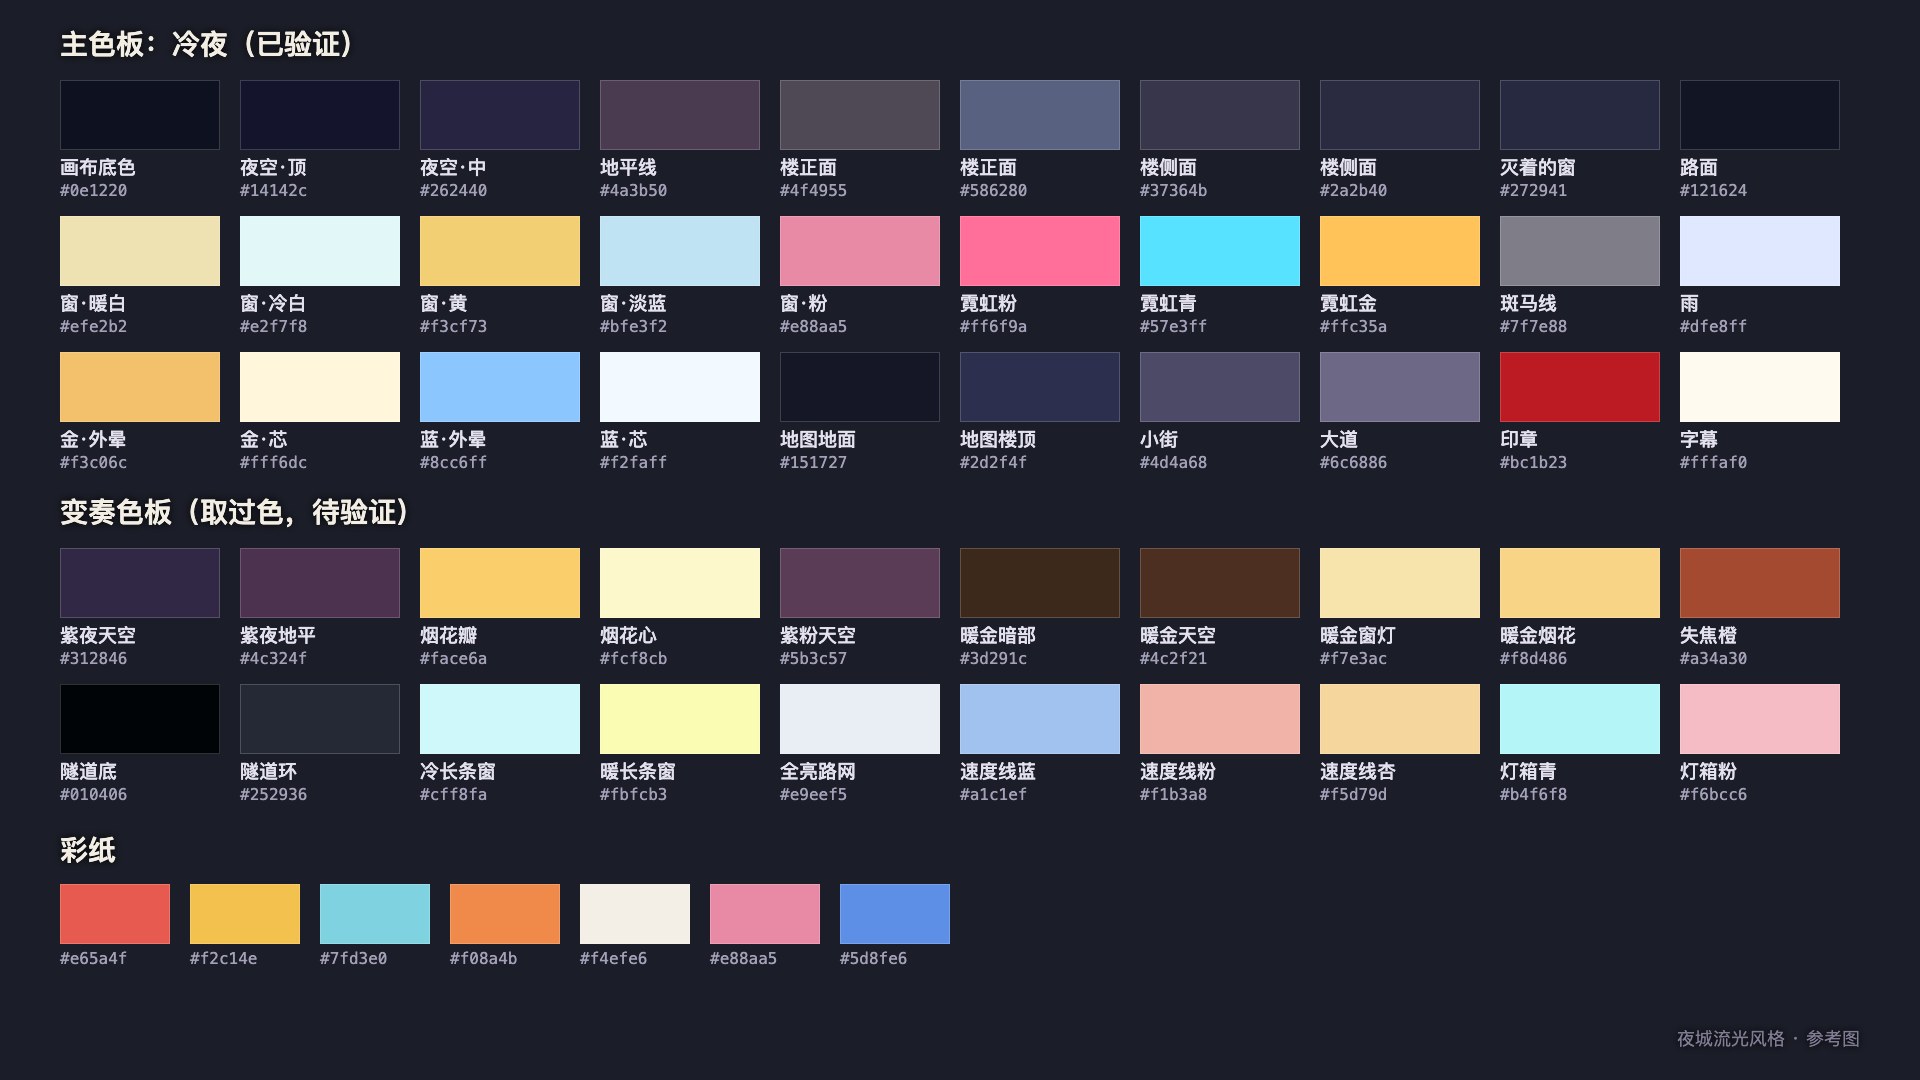 主色板：冷夜（已验证）
画布底色 夜空·顶 夜空·中 地平线 楼正面 楼正面 楼侧面 楼侧面 灭着的窗 路面
#0e1220 #14142c #262440 #4a3b50 #4f4955 #586280 #37364b #2a2b40 #272941 #121624
窗·暖白 窗·冷白 窗·黄 窗·淡蓝 窗·粉 霓虹粉 霓虹青 霓虹金 斑马线 雨
#efe2b2 #e2f7f8 #f3cf73 #bfe3f2 #e88aa5 #ff6f9a #57e3ff #ffc35a #7f7e88 #dfe8ff
金·外晕 金·芯 蓝·外晕 蓝·芯 地图地面 地图楼顶 小街 大道 印章 字幕
#f3c06c #fff6dc #8cc6ff #f2faff #151727 #2d2f4f #4d4a68 #6c6886 #bc1b23 #fffaf0
变奏色板（取过色，待验证）
紫夜天空 紫夜地平 烟花瓣 烟花心 紫粉天空 暖金暗部 暖金天空 暖金窗灯 暖金烟花 失焦橙
#312846 #4c324f #face6a #fcf8cb #5b3c57 #3d291c #4c2f21 #f7e3ac #f8d486 #a34a30
隧道底 隧道环 冷长条窗 暖长条窗 全亮路网 速度线蓝 速度线粉 速度线杏 灯箱青 灯箱粉
#010406 #252936 #cff8fa #fbfcb3 #e9eef5 #a1c1ef #f1b3a8 #f5d79d #b4f6f8 #f6bcc6
彩纸
#e65a4f #f2c14e #7fd3e0 #f08a4b #f4efe6 #e88aa5 #5d8fe6
夜城流光风格 · 参考图